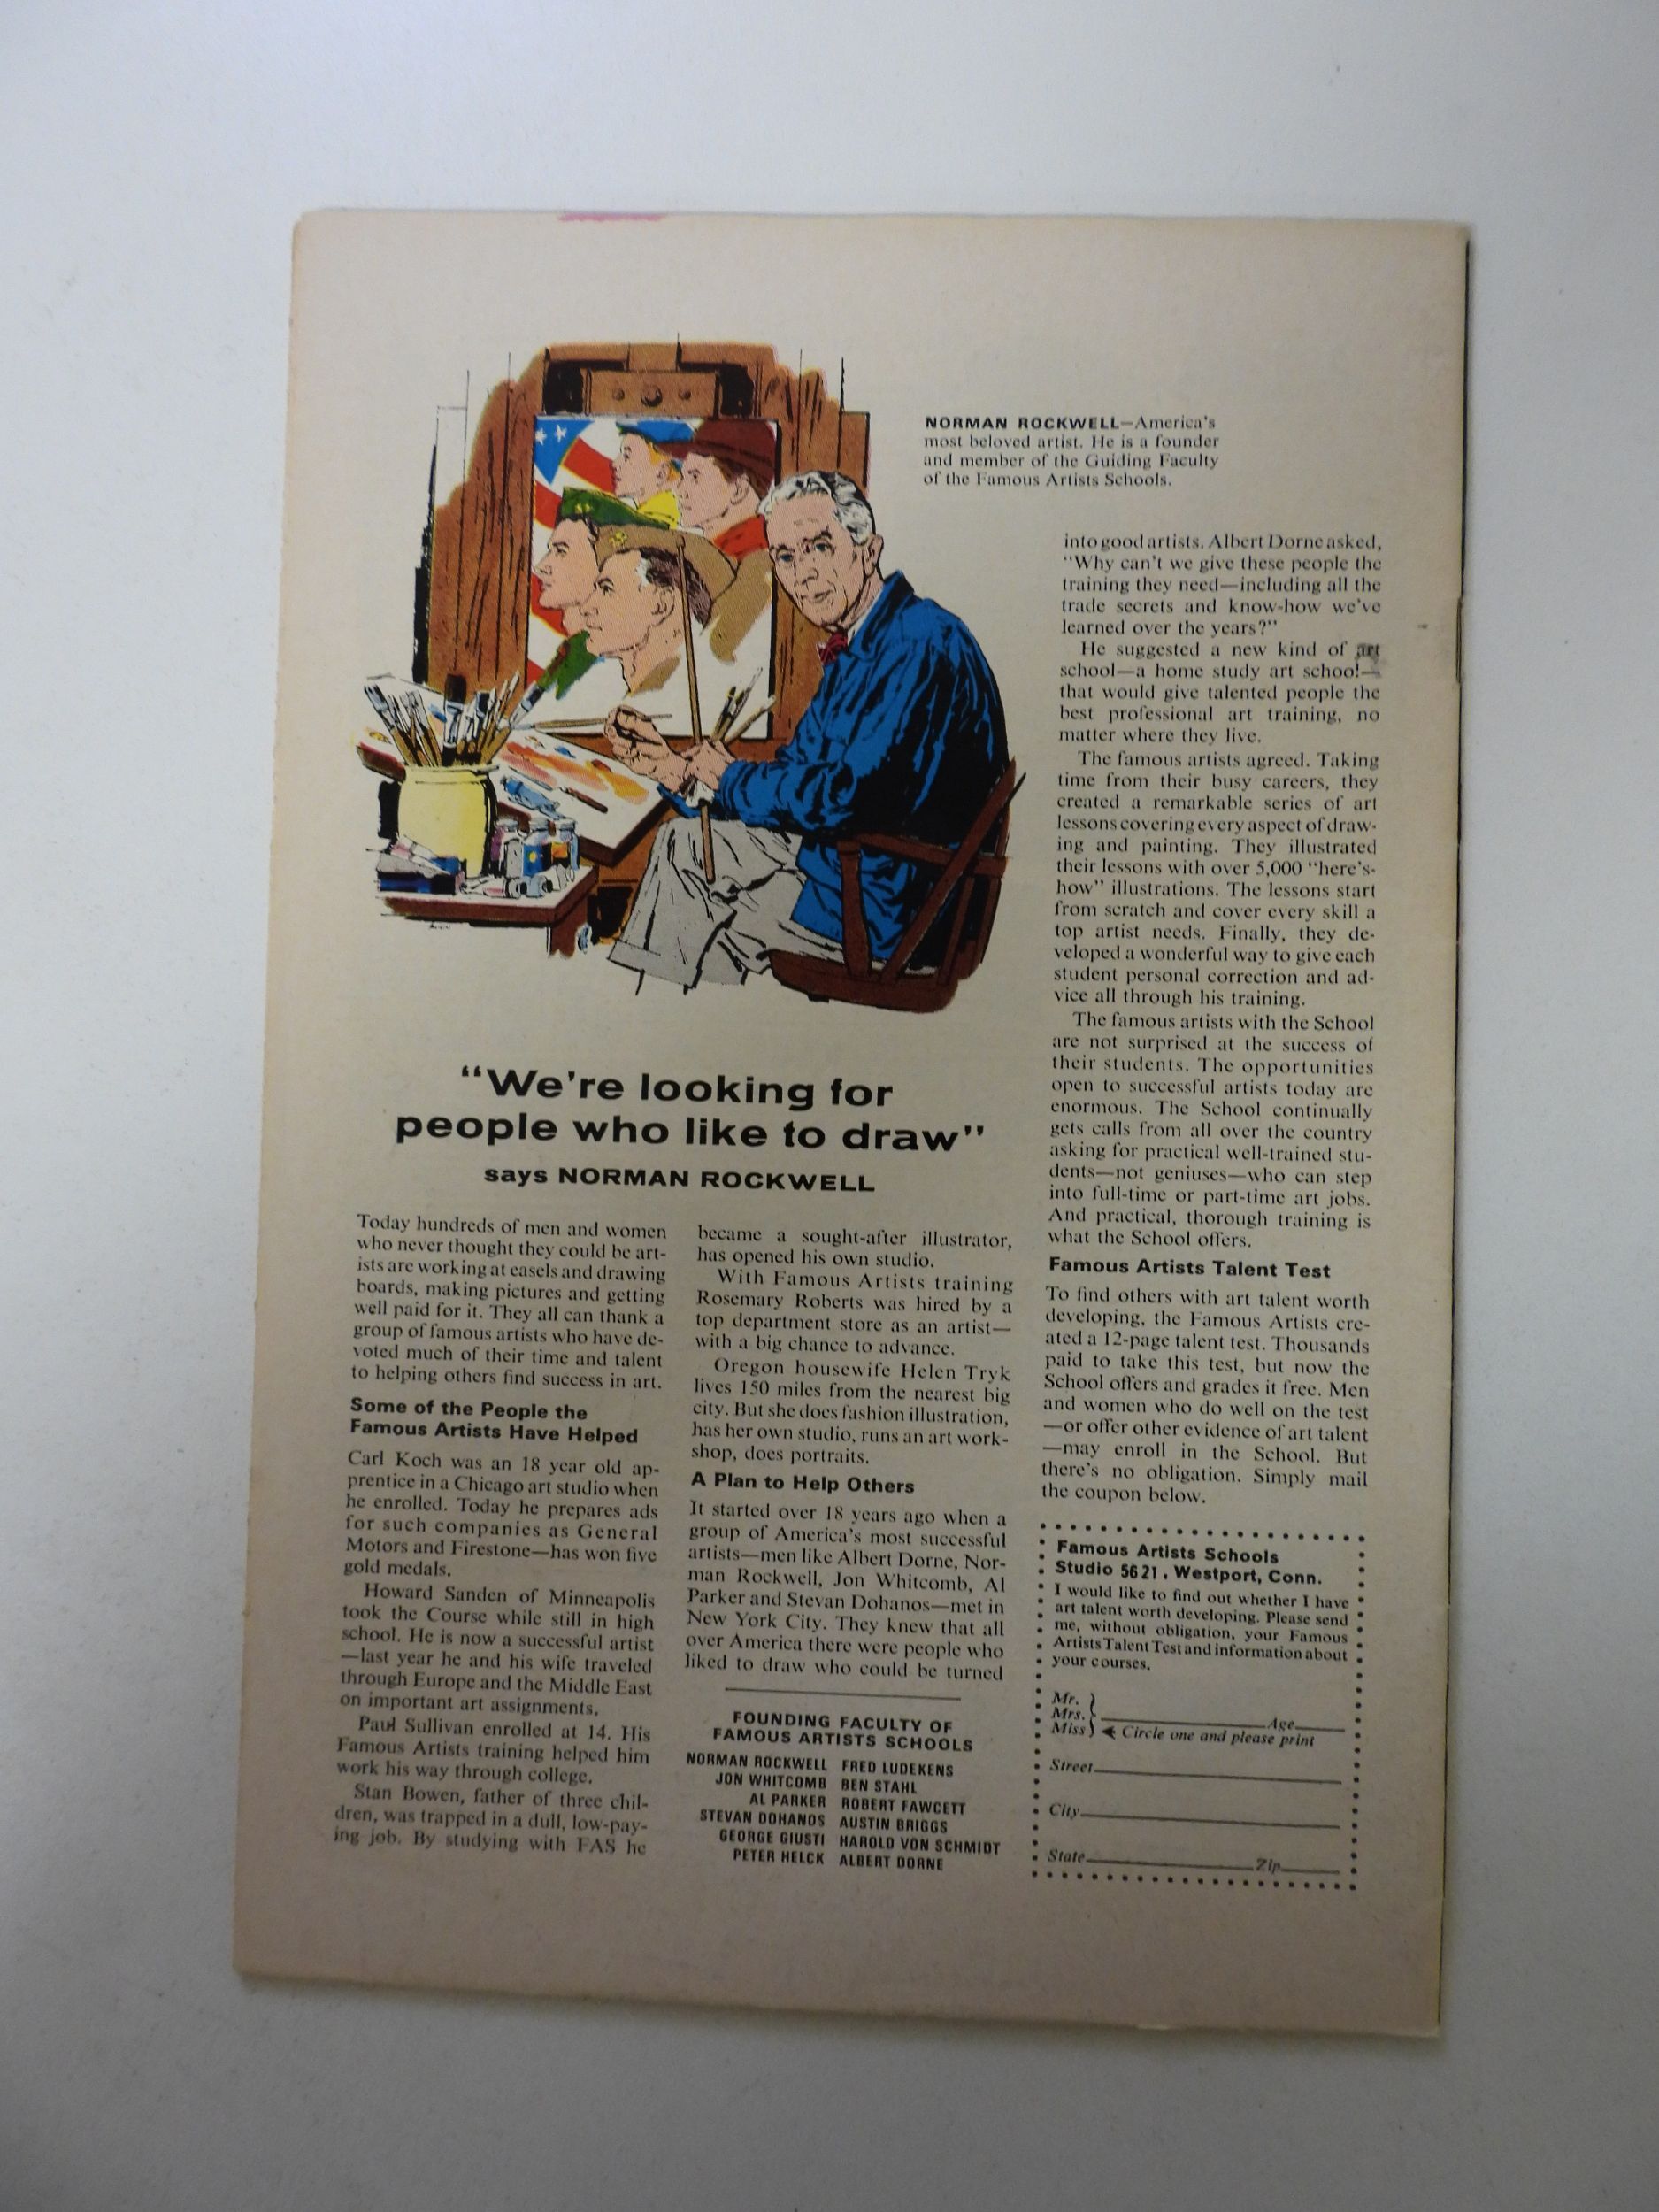 NORMAN ROCKWELL—America's
most beloved artist. He is a founder
and member of the Guiding Faculty
of the Famous Artists Schools.
"We're looking for
people who like to draw"
says NORMAN ROCKWELL
Today hundreds of men and women
who never thought they could be art-
ists are working at easels and drawing
boards, making pictures and getting
well paid for it. They all can thank a
group of famous artists who have de-
voted much of their time and talent
to helping others find success in art.
Some of the People the
Famous Artists Have Helped
Carl Koch was an 18 year old ap-
prentice in a Chicago art studio when
he enrolled. Today he prepares ads
for such companies as General
Motors and Firestone—has won five
gold medals.
Howard Sanden of Minneapolis
took the Course while still in high
school. He is now a successful artist
—last year he and his wife traveled
through Europe and the Middle East
on important art assignments.
Paul Sullivan enrolled at 14. His
Famous Artists training helped him
work his way through college.
Stan Bowen, father of three chil-
dren, was trapped in a dull, low-pay-
ing job. By studying with FAS he
became a sought-after illustrator,
has opened his own studio.
With Famous Artists training
Rosemary Roberts was hired by a
top department store as an artist—
with a big chance to advance.
Oregon housewife Helen Tryk
lives 150 miles from the nearest big
city. But she does fashion illustration,
has her own studio, runs an art work-
shop, does portraits.
A Plan to Help Others
It started over 18 years ago when a
group of America's most successful
artists—men like Albert Dorne, Nor-
man Rockwell, Jon Whitcomb, Al
Parker and Stevan Dohanos—met in
New York City. They knew that all
over America there were people who
liked to draw who could be turned
FOUNDING FACULTY OF
FAMOUS ARTISTS SCHOOLS
NORMAN ROCKWELL FRED LUDEKENS
JON WHITCOMB BEN STAHL
AL PARKER ROBERT FAWCETT
STEVAN DOHANOS AUSTIN BRIGGS
GEORGE GIUSTI HAROLD VON SCHMIDT
PETER HELCK ALBERT DORNE
into good artists. Albert Dorne asked,
"Why can't we give these people the
training they need—including all the
trade secrets and know-how we've
learned over the years?"
He suggested a new kind of art
school—a home study art school—
that would give talented people the
best professional art training, no
matter where they live.
The famous artists agreed. Taking
time from their busy careers, they
created a remarkable series of art
lessons covering every aspect of draw-
ing and painting. They illustrated
their lessons with over 5,000 "here's-
how" illustrations. The lessons start
from scratch and cover every skill a
top artist needs. Finally, they de-
veloped a wonderful way to give each
student personal correction and ad-
vice all through his training.
The famous artists with the School
are not surprised at the success of
their students. The opportunities
open to successful artists today are
enormous. The School continually
gets calls from all over the country
asking for practical well-trained stu-
dents—not geniuses—who can step
into full-time or part-time art jobs.
And practical, thorough training is
what the School offers.
Famous Artists Talent Test
To find others with art talent worth
developing, the Famous Artists cre-
ated a 12-page talent test. Thousands
paid to take this test, but now the
School offers and grades it free. Men
and women who do well on the test
—or offer other evidence of art talent
—may enroll in the School. But
there's no obligation. Simply mail
the coupon below.
Famous Artists Schools
Studio 5621, Westport, Conn.
I would like to find out whether I have
art talent worth developing. Please send
me, without obligation, your Famous
Artists Talent Test and information about
your courses.
Mr.
Mrs. Age
Miss Circle one and please print
Street
City
State Zip